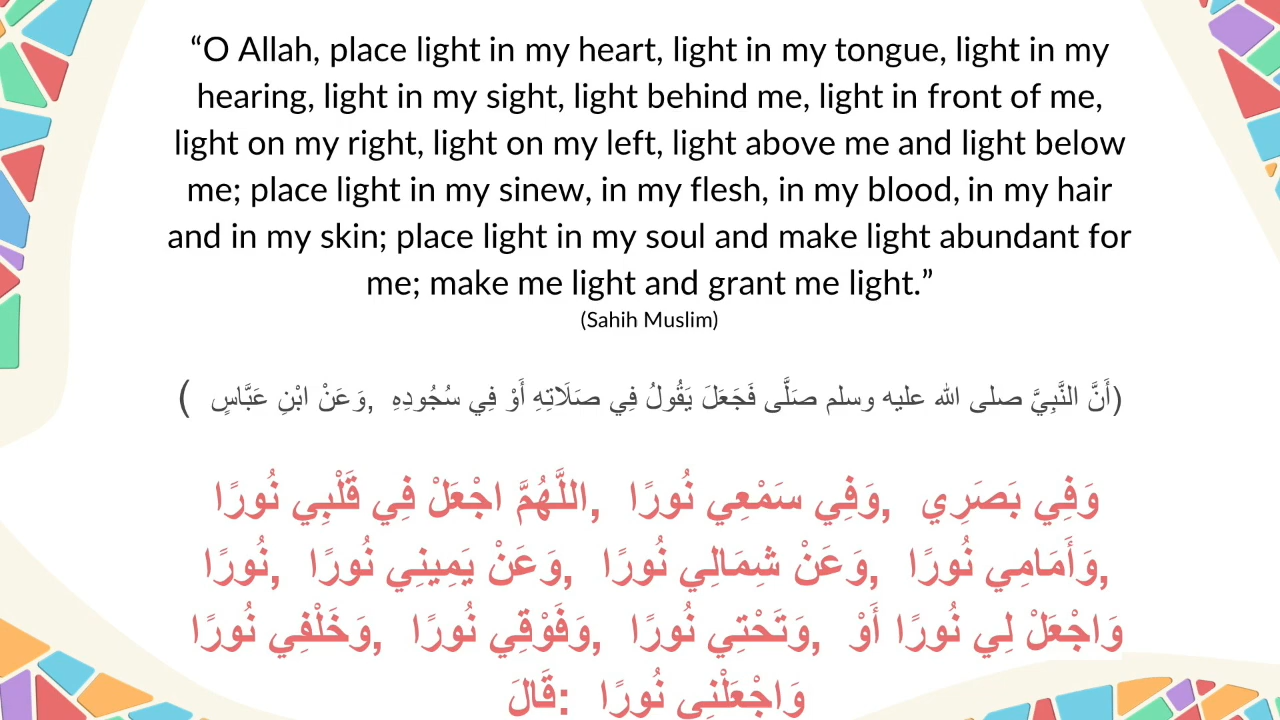 “O Allah, place light in my heart, light in my tongue, light in my
hearing, light in my sight, light behind me, light in front of me,
light on my right, light on my left, light above me and light below
me; place light in my sinew, in my flesh, in my blood, in my hair
and in my skin; place light in my soul and make light abundant for
me; make me light and grant me light.”
(Sahih Muslim)
( وَعَنْ ابْنِ عَبَّاسٍ, أَنَّ النَّبِيَّ صلى الله عليه وسلم صَلَّى فَجَعَلَ يَقُولُ فِي صَلَاتِهِ أَوْ فِي سُجُودِهِ)
اللَّهُمَّ اجْعَلْ فِي قَلْبِي نُورًا, وَفِي سَمْعِي نُورًا, وَفِي بَصَرِي
نُورًا, وَعَنْ يَمِينِي نُورًا, وَعَنْ شِمَالِي نُورًا, وَأَمَامِي نُورًا,
وَخَلْفِي نُورًا, وَفَوْقِي نُورًا, وَتَحْتِي نُورًا, وَاجْعَلْ لِي نُورًا أَوْ
قَالَ: وَاجْعَلْنِي نُورًا